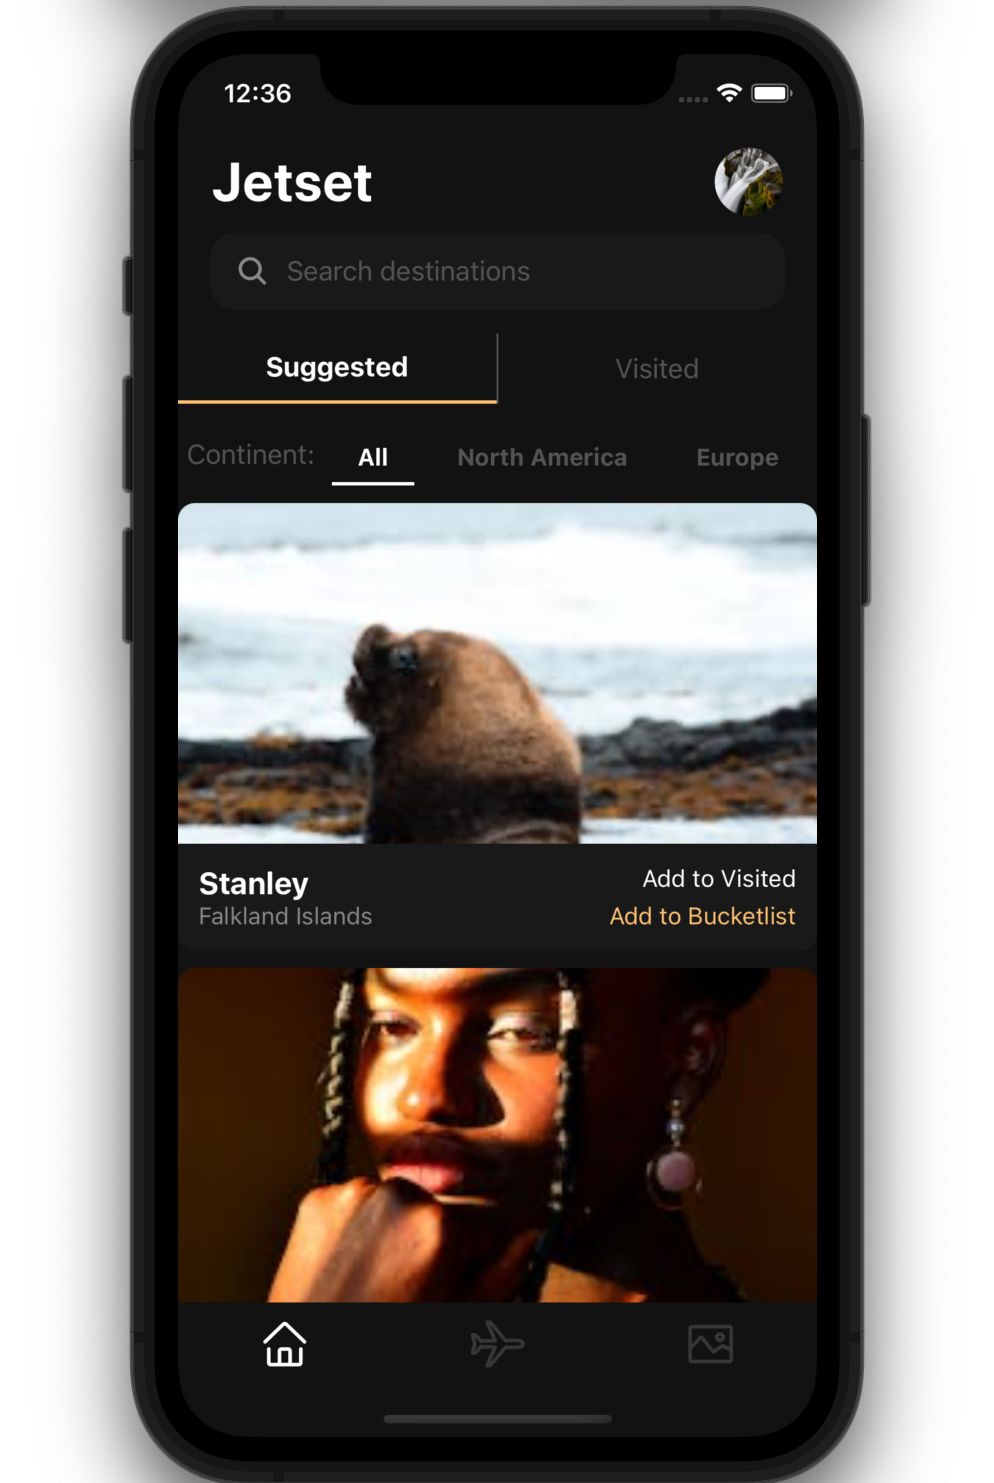 12:36
Jetset
Search destinations
Suggested
Visited
Continent:
All
North America
Europe
Stanley
Falkland Islands
Add to Visited
Add to Bucketlist